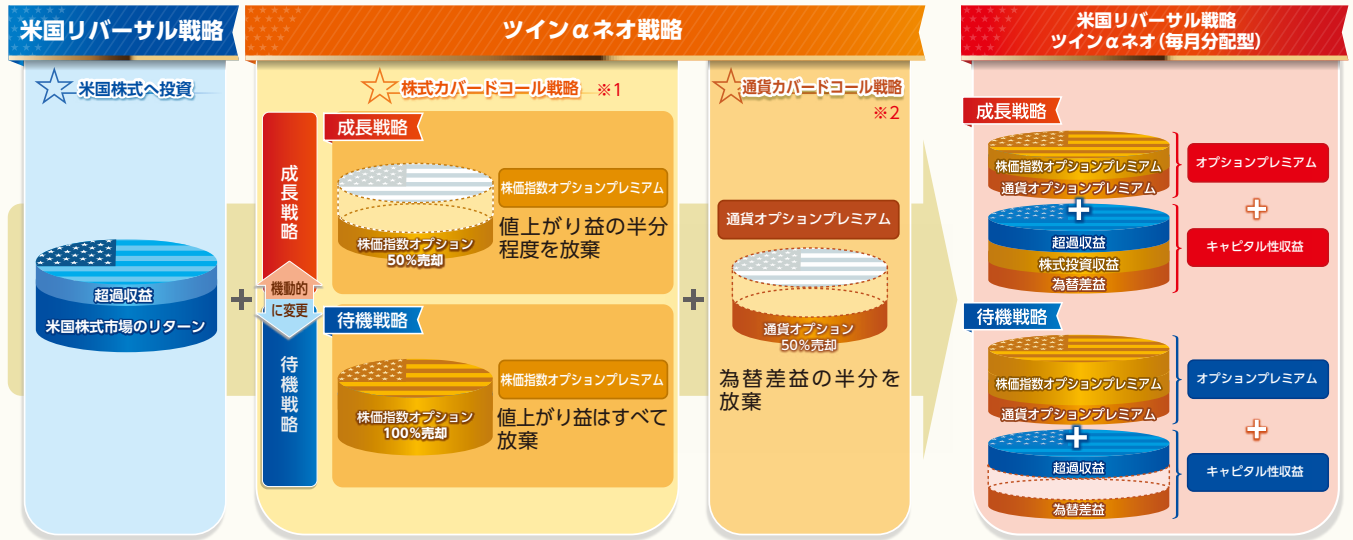 米国リバーサル戦略
米国株式へ投資
超過収益
米国株式市場のリターン
+
ツインαネオ戦略
株式カバードコール戦略 ※1
成長戦略
機動的
に変更
待機戦略
成長戦略
株価指数オプション
50%売却
株価指数オプションプレミアム
値上がり益の半分
程度を放棄
待機戦略
株価指数オプション
100%売却
株価指数オプションプレミアム
値上がり益はすべて
放棄
+
通貨カバードコール戦略
※2
通貨オプションプレミアム
通貨オプション
50%売却
為替差益の半分を
放棄
米国リバーサル戦略
ツインαネオ(毎月分配型)
成長戦略
株価指数オプションプレミアム
通貨オプションプレミアム
オプションプレミアム
+
+
超過収益
株式投資収益
為替差益
キャピタル性収益
待機戦略
株価指数オプションプレミアム
通貨オプションプレミアム
オプションプレミアム
+
+
超過収益
為替差益
キャピタル性収益